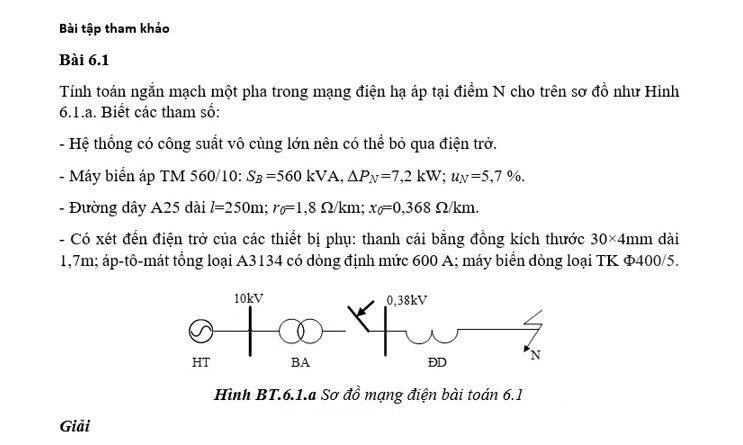 Bài tập tham khảo
Bài 6.1
Tính toán ngắn mạch một pha trong mạng điện hạ áp tại điểm N cho trên sơ đồ như Hình
6.1.a. Biết các tham số:
- Hệ thống có công suất vô cùng lớn nên có thể bỏ qua điện trở.
- Máy biến áp TM 560/10: S_B =560 kVA, ΔP_N =7,2 kW; u_N =5,7 %.
- Đường dây A25 dài l=250m; r_0=1,8 Ω/km; x_0=0,368 Ω/km.
- Có xét đến điện trở của các thiết bị phụ: thanh cái bằng đồng kích thước 30×4mm dài
1,7m; áp-tô-mát tổng loại A3134 có dòng định mức 600 A; máy biến dòng loại TK Φ400/5.
10kV 0,38kV
HT BA ĐD N
Hình BT.6.1.a Sơ đồ mạng điện bài toán 6.1
Giải